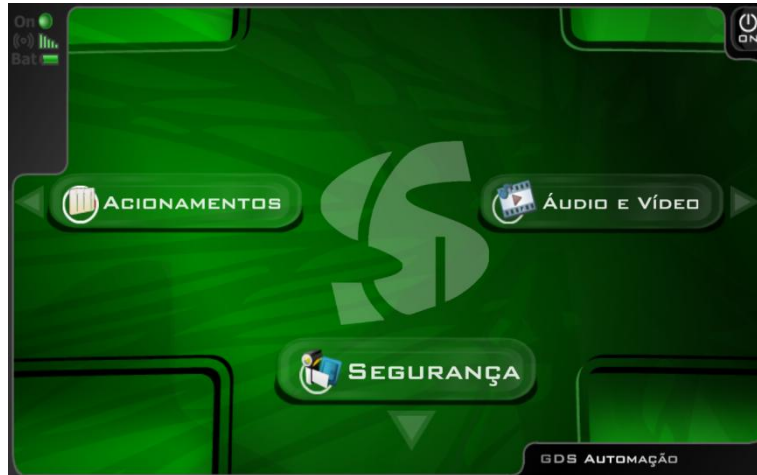 On
Bat
ON
Acionamentos
Áudio e Vídeo
Segurança
GDS Automação